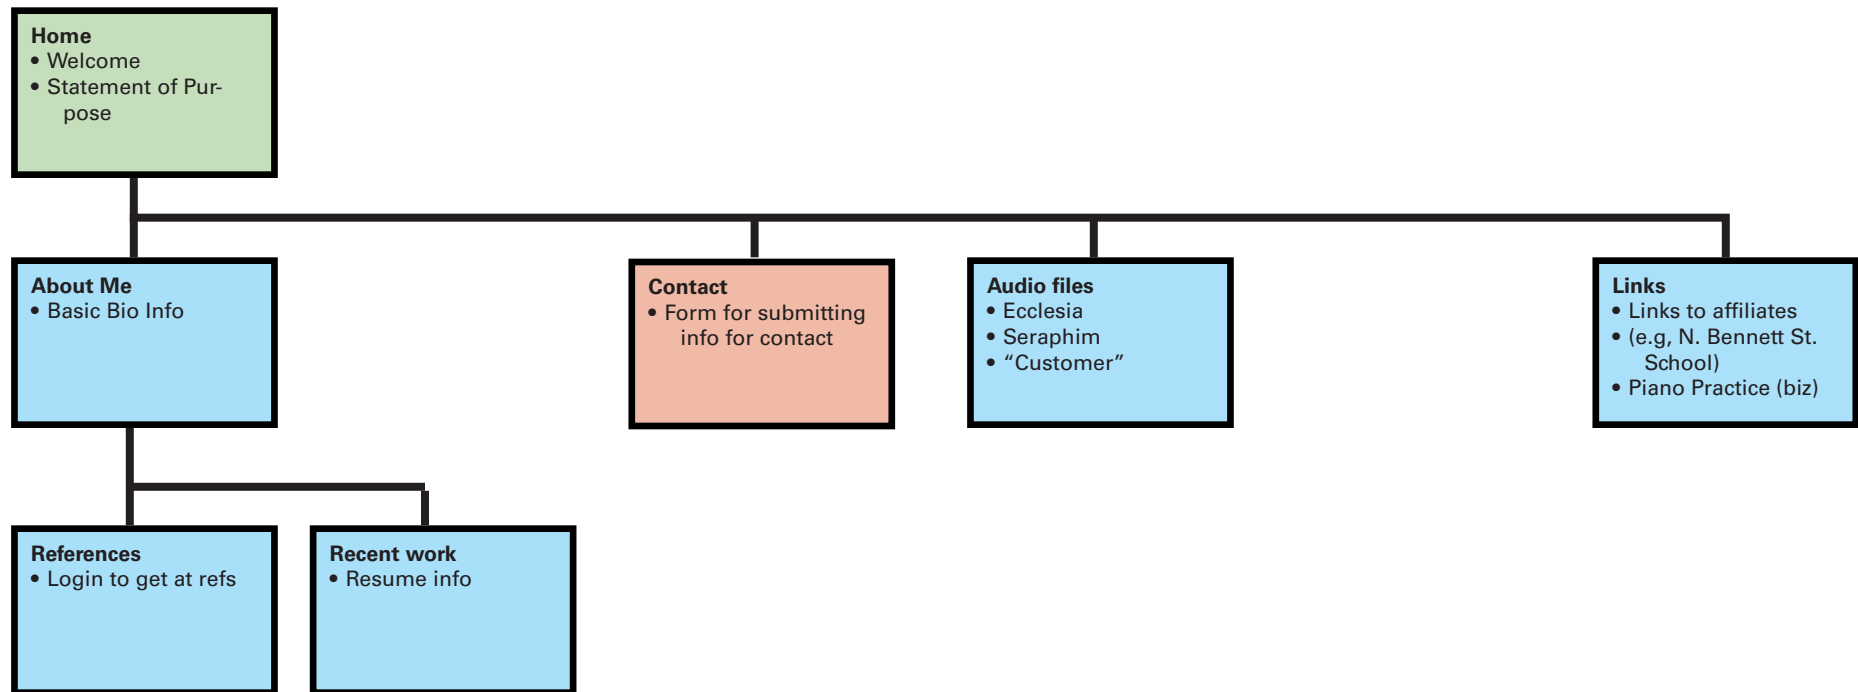 Home
• Welcome
• Statement of Pur-
pose
About Me
• Basic Bio Info
Contact
• Form for submitting
info for contact
Audio files
• Ecclesia
• Seraphim
• “Customer”
Links
• Links to affiliates
• (e.g, N. Bennett St.
School)
• Piano Practice (biz)
References
• Login to get at refs
Recent work
• Resume info